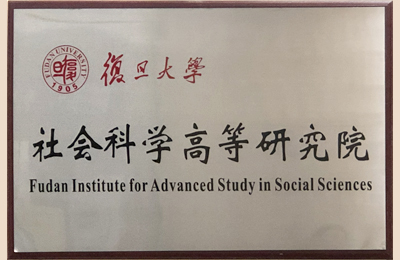 FUDAN UNIVERSITY
1905
復旦大學
社会科学高等研究院
Fudan Institute for Advanced Study in Social Sciences